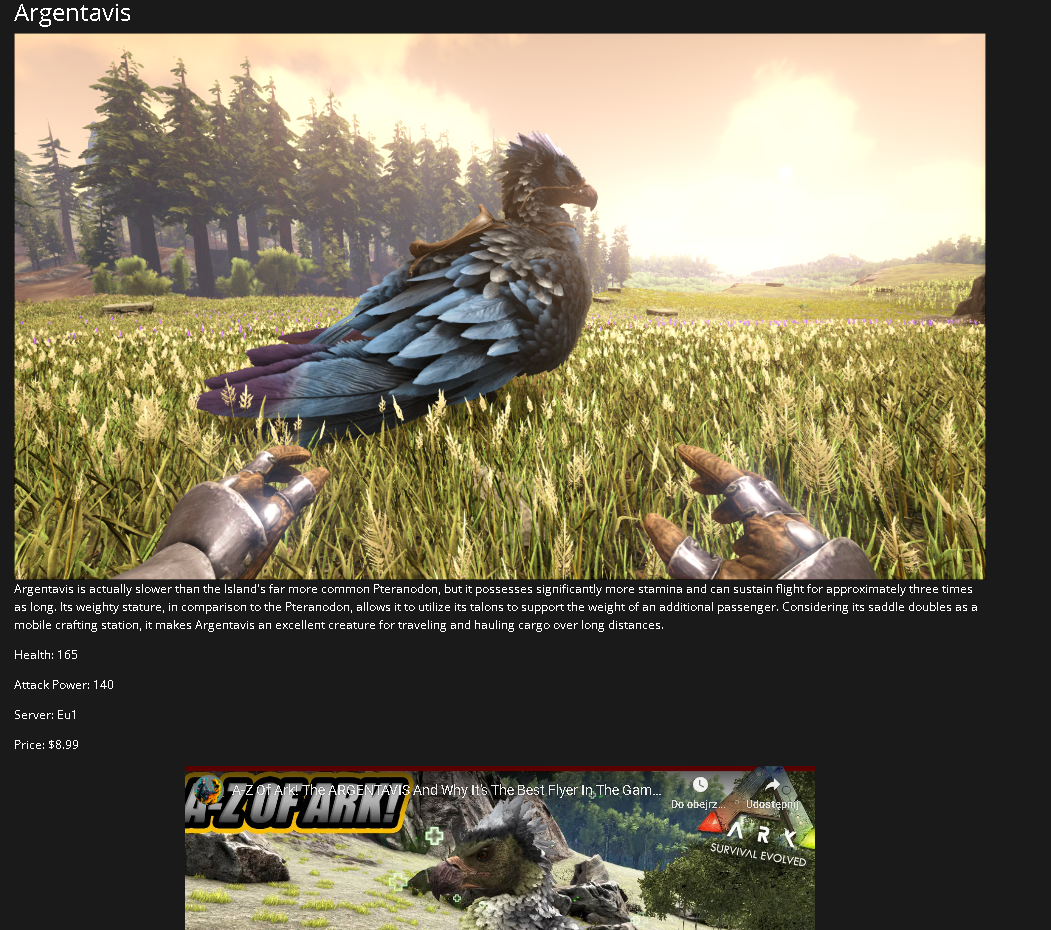 Argentavis
Argentavis is actually slower than the Island's far more common Pteranodon, but it possesses significantly more stamina and can sustain flight for approximately three times
as long. Its weighty stature, in comparison to the Pteranodon, allows it to utilize its talons to support the weight of an additional passenger. Considering its saddle doubles as a
mobile crafting station, it makes Argentavis an excellent creature for traveling and hauling cargo over long distances.
Health: 165
Attack Power: 140
Server: Eu1
Price: $8.99
A-Z OF ARK!
A-Z Of Ark! The ARGENTAVIS And Why It's The Best Flyer In The Gam...
Do obejrz...
Udostępnij
ARK
SURVIVAL EVOLVED